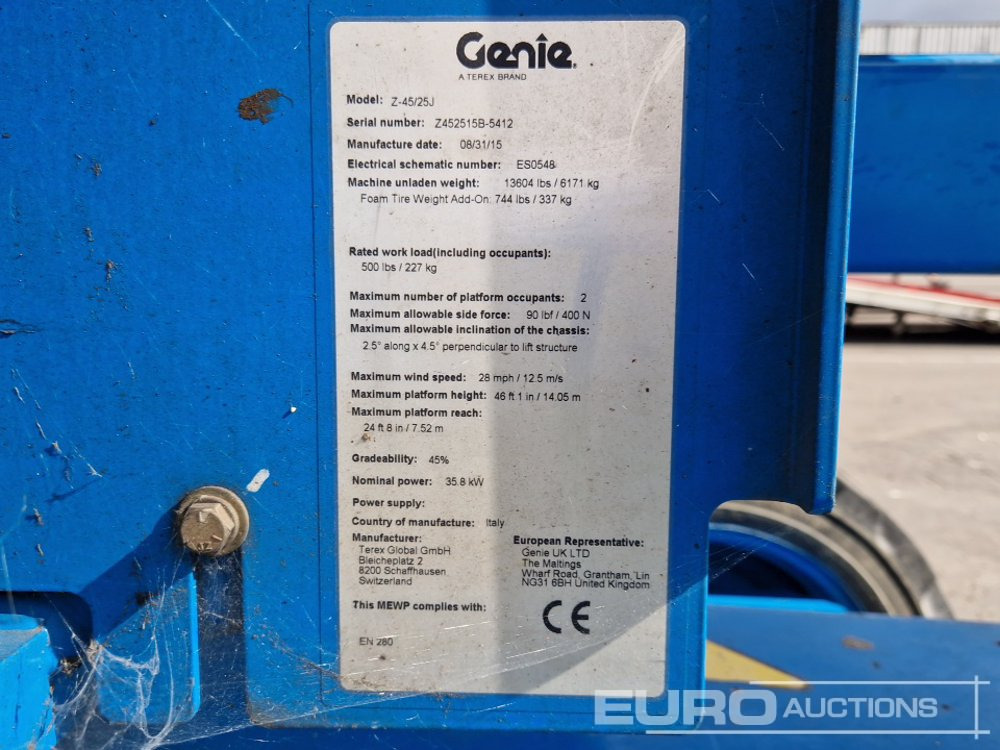 Genie
A TEREX BRAND
Model: Z-45/25J
Serial number: Z452515B-5412
Manufacture date: 08/31/15
Electrical schematic number: ES0548
Machine unladen weight: 13604 lbs / 6171 kg
Foam Tire Weight Add-On: 744 lbs / 337 kg
Rated work load(including occupants):
500 lbs / 227 kg
Maximum number of platform occupants: 2
Maximum allowable side force: 90 lbf / 400 N
Maximum allowable inclination of the chassis:
2.5° along x 4.5° perpendicular to lift structure
Maximum wind speed: 28 mph / 12.5 m/s
Maximum platform height: 46 ft 1 in / 14.05 m
Maximum platform reach:
24 ft 8 in / 7.52 m
Gradeability: 45%
Nominal power: 35.8 kW
Power supply:
Country of manufacture: Italy
Manufacturer:
Terex Global GmbH
Bleicheplatz 2
8200 Schaffhausen
Switzerland
European Representative:
Genie UK LTD
The Maltings
Wharf Road, Grantham, Lin
NG31 6BH United Kingdom
This MEWP complies with:
CE
EN 280
EURO AUCTIONS